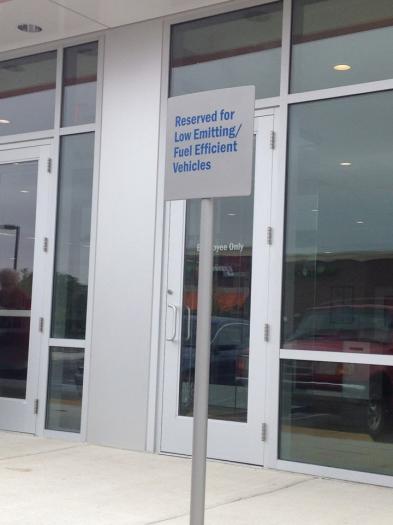 Reserved for
Low Emitting/
Fuel Efficient
Vehicles
Employee Only